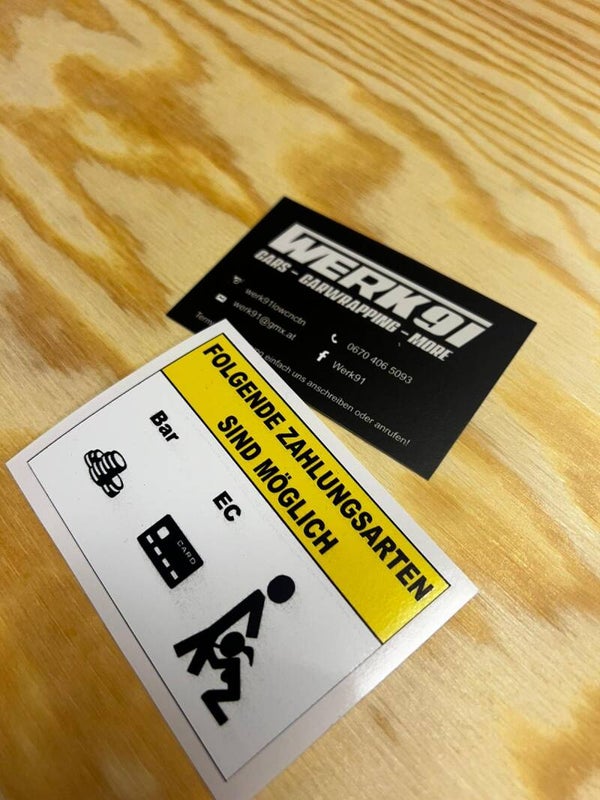 WERK91
CARS - CARWRAPPING - MORE
werk91lowcnctn
werk91@gmx.at
0670 406 5093
Werk91
einfach uns anschreiben oder anrufen!
FOLGENDE ZAHLUNGSARTEN
SIND MÖGLICH
Bar
EC
CARD